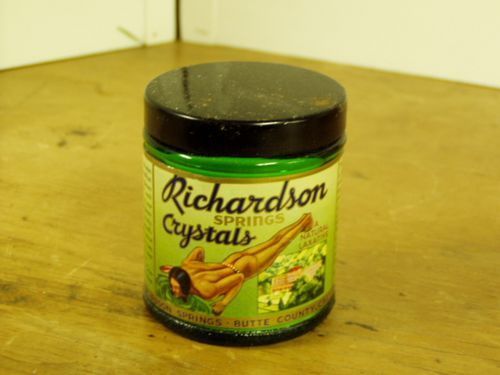 Richardson
SPRINGS
Crystals
A
NATURAL
LAXATIVE
SPRINGS · BUTTE COUNTY